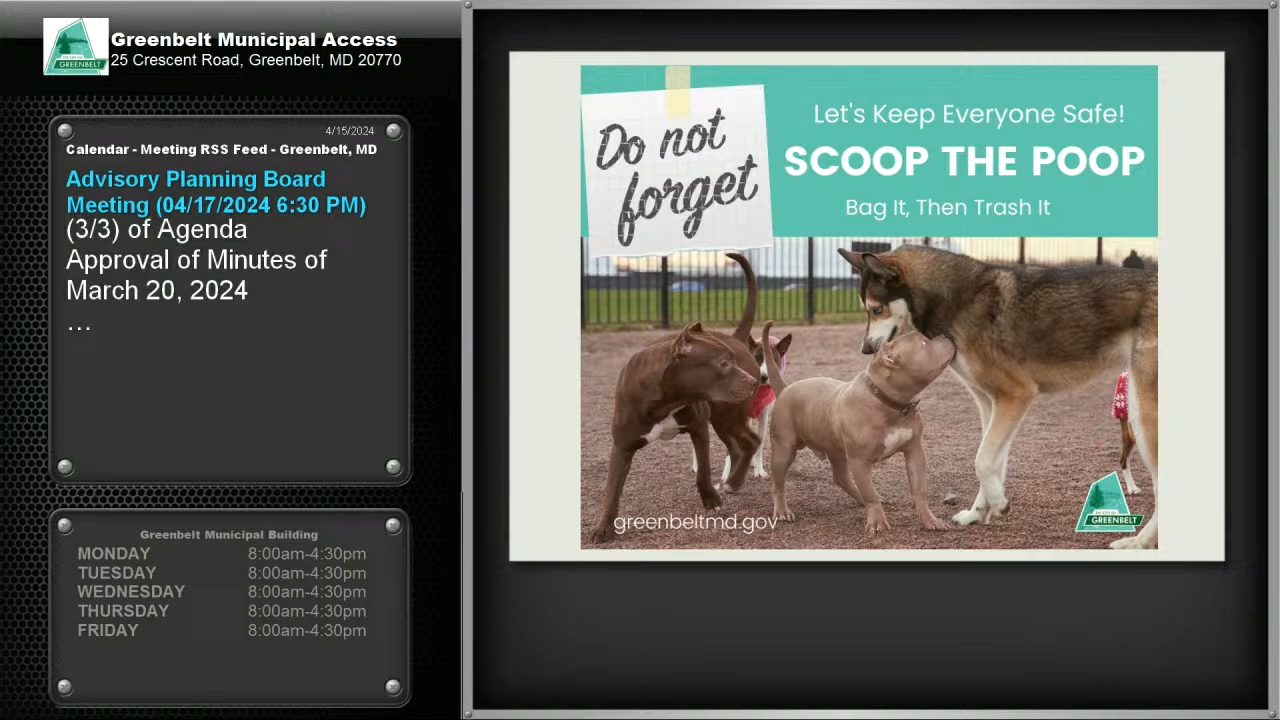 Greenbelt Municipal Access
25 Crescent Road, Greenbelt, MD 20770
4/15/2024
Calendar - Meeting RSS Feed - Greenbelt, MD
Advisory Planning Board
Meeting (04/17/2024 6:30 PM)
(3/3) of Agenda
Approval of Minutes of
March 20, 2024
...
Greenbelt Municipal Building
MONDAY 8:00am-4:30pm
TUESDAY 8:00am-4:30pm
WEDNESDAY 8:00am-4:30pm
THURSDAY 8:00am-4:30pm
FRIDAY 8:00am-4:30pm
Do not
forget
Let's Keep Everyone Safe!
SCOOP THE POOP
Bag It, Then Trash It
greenbeltmd.gov
GREENBELT
GREENBELT